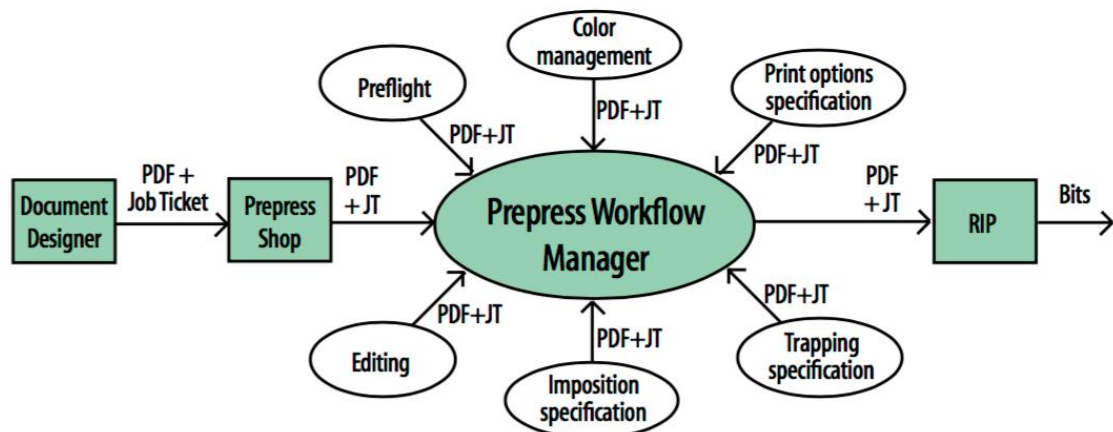 Color
management
Preflight
Print options
specification
PDF+JT
PDF+JT
PDF+JT
PDF +
Job Ticket
PDF
+ JT
PDF
+ JT
Bits
Document
Designer
Prepress
Shop
Prepress Workflow
Manager
RIP
PDF+JT
PDF+JT
PDF+JT
Editing
Imposition
specification
Trapping
specification